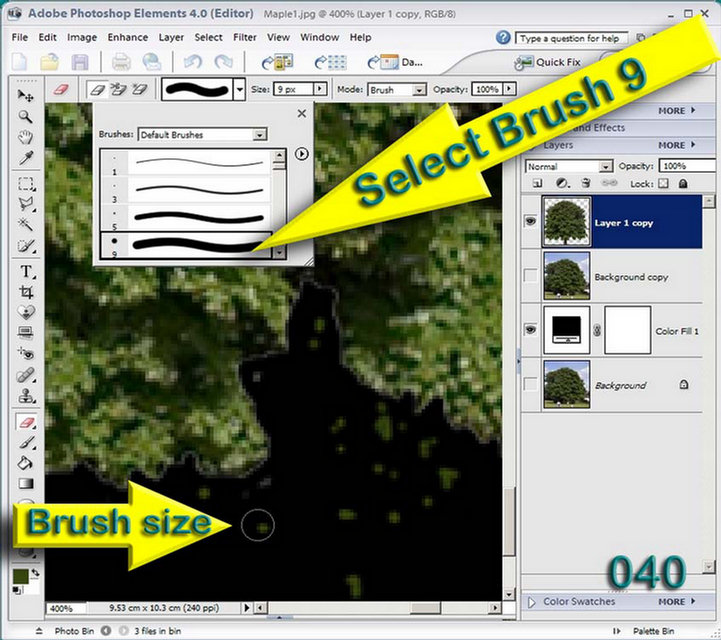 Adobe Photoshop Elements 4.0 (Editor) Maple1.jpg @ 400% (Layer 1 copy, RGB/8)
File Edit Image Enhance Layer Select Filter View Window Help
Type a question for help
Da...
Quick Fix
Size: 9 px Mode: Brush Opacity: 100%
MORE
and Effects
Brushes: Default Brushes
Layers MORE
Normal Opacity: 100%
Lock:
1
3
5
9
Select Brush 9
Layer 1 copy
Background copy
Color Fill 1
Background
Brush size
040
400% 9.53 cm x 10.3 cm (240 ppi)
Color Swatches MORE
Photo Bin 3 files in bin Palette Bin